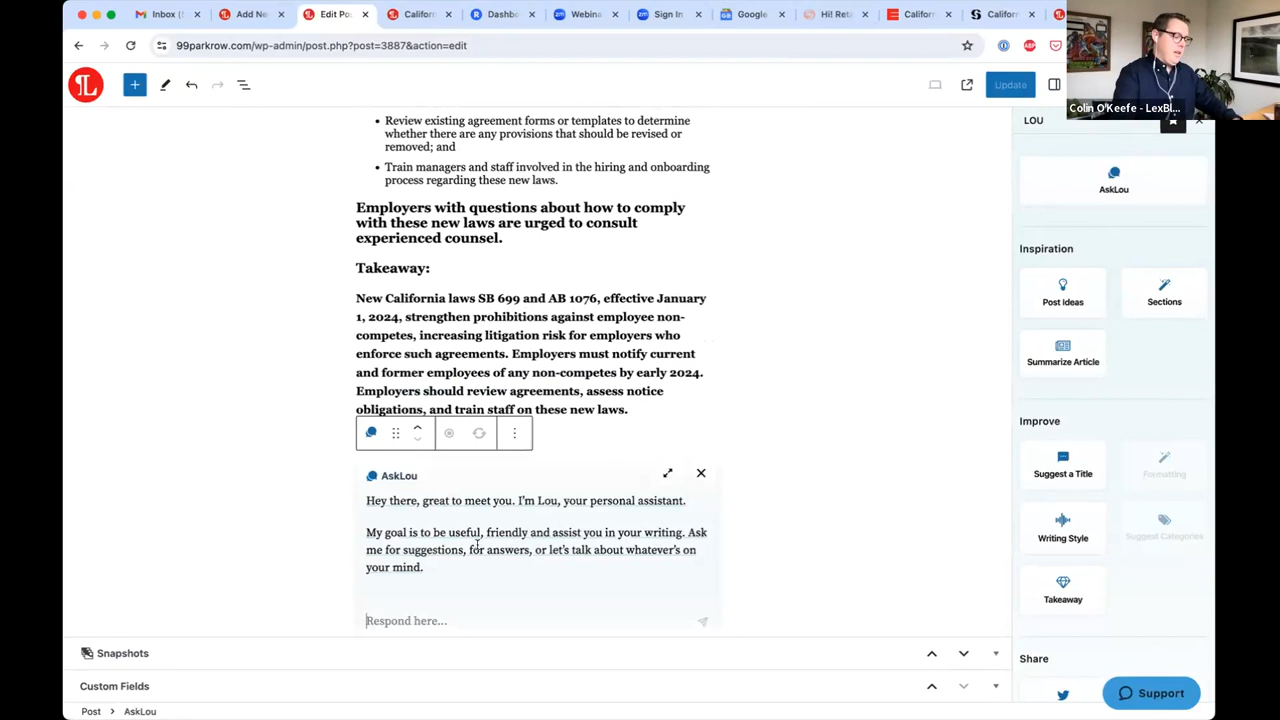 Inbox (
Add Ne
Edit Po
Californ
Dashbo
Webina
Sign In
Google
Hi! Reta
Californ
Californ
99parkrow.com/wp-admin/post.php?post=3887&action=edit
ABP
Update
Colin O'Keefe - LexBl...
Review existing agreement forms or templates to determine
whether there are any provisions that should be revised or
removed; and
Train managers and staff involved in the hiring and onboarding
process regarding these new laws.
Employers with questions about how to comply
with these new laws are urged to consult
experienced counsel.
Takeaway:
New California laws SB 699 and AB 1076, effective January
1, 2024, strengthen prohibitions against employee non-
competes, increasing litigation risk for employers who
enforce such agreements. Employers must notify current
and former employees of any non-competes by early 2024.
Employers should review agreements, assess notice
obligations, and train staff on these new laws.
AskLou
Hey there, great to meet you. I'm Lou, your personal assistant.
My goal is to be useful, friendly and assist you in your writing. Ask
me for suggestions, for answers, or let's talk about whatever's on
your mind.
Respond here...
Snapshots
Custom Fields
Post > AskLou
LOU
AskLou
Inspiration
Post Ideas
Sections
Summarize Article
Improve
Suggest a Title
Formatting
Writing Style
Suggest Categories
Takeaway
Share
Support